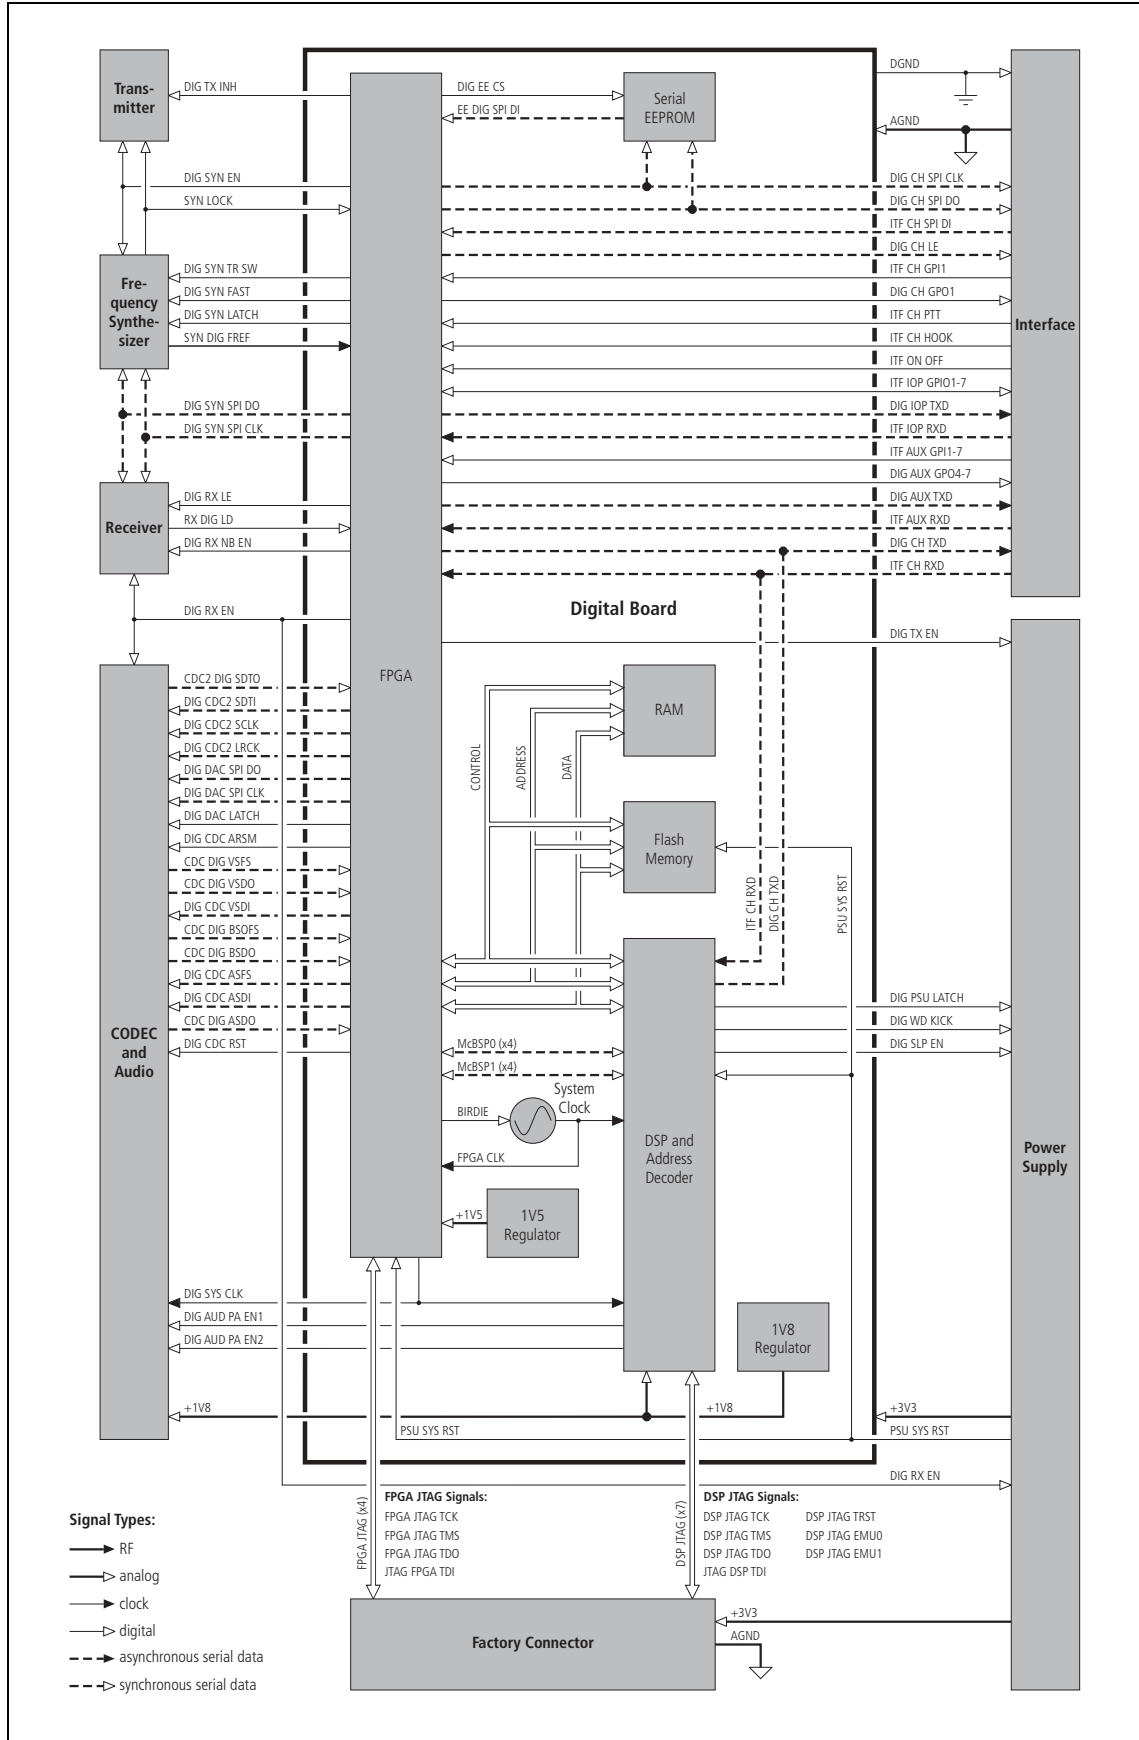 Trans-
mitter
DIG TX INH
DIG EE CS
EE DIG SPI DI
Serial
EEPROM
DGND
AGND
DIG SYN EN
SYN LOCK
DIG CH SPI CLK
DIG CH SPI DO
ITF CH SPI DI
DIG CH LE
ITF CH GPI1
DIG CH GPO1
ITF CH PTT
ITF CH HOOK
ITF ON OFF
ITF IOP GPIO1-7
DIG IOP TXD
ITF IOP RXD
ITF AUX GPI1-7
DIG AUX GPO4-7
DIG AUX TXD
ITF AUX RXD
DIG CH TXD
ITF CH RXD
Interface
Fre-
quency
Synthe-
sizer
DIG SYN TR SW
DIG SYN FAST
DIG SYN LATCH
SYN DIG FREF
DIG SYN SPI DO
DIG SYN SPI CLK
Receiver
DIG RX LE
RX DIG LD
DIG RX NB EN
DIG RX EN
Digital Board
DIG TX EN
FPGA
RAM
CONTROL
ADDRESS
DATA
Flash
Memory
ITF CH RXD
DIG CH TXD
PSU SYS RST
CDC2 DIG SDTO
DIG CDC2 SDTI
DIG CDC2 SCLK
DIG CDC2 LRCK
DIG DAC SPI DO
DIG DAC SPI CLK
DIG DAC LATCH
DIG CDC ARSM
CDC DIG VSFS
CDC DIG VSDO
DIG CDC VSDI
CDC DIG BSOFS
CDC DIG BSDO
DIG CDC ASFS
DIG CDC ASDI
CDC DIG ASDO
DIG CDC RST
CODEC
and
Audio
DIG PSU LATCH
DIG WD KICK
DIG SLP EN
McBSP0 (x4)
McBSP1 (x4)
System
Clock
BIRDIE
FPGA CLK
DSP and
Address
Decoder
Power
Supply
+1V5
1V5
Regulator
DIG SYS CLK
DIG AUD PA EN1
DIG AUD PA EN2
1V8
Regulator
+1V8
+1V8
+3V3
PSU SYS RST
PSU SYS RST
DIG RX EN
FPGA JTAG (x4)
FPGA JTAG Signals:
FPGA JTAG TCK
FPGA JTAG TMS
FPGA JTAG TDO
JTAG FPGA TDI
DSP JTAG (x7)
DSP JTAG Signals:
DSP JTAG TCK DSP JTAG TRST
DSP JTAG TMS DSP JTAG EMU0
DSP JTAG TDO DSP JTAG EMU1
JTAG DSP TDI
Signal Types:
RF
analog
clock
digital
asynchronous serial data
synchronous serial data
Factory Connector
+3V3
AGND